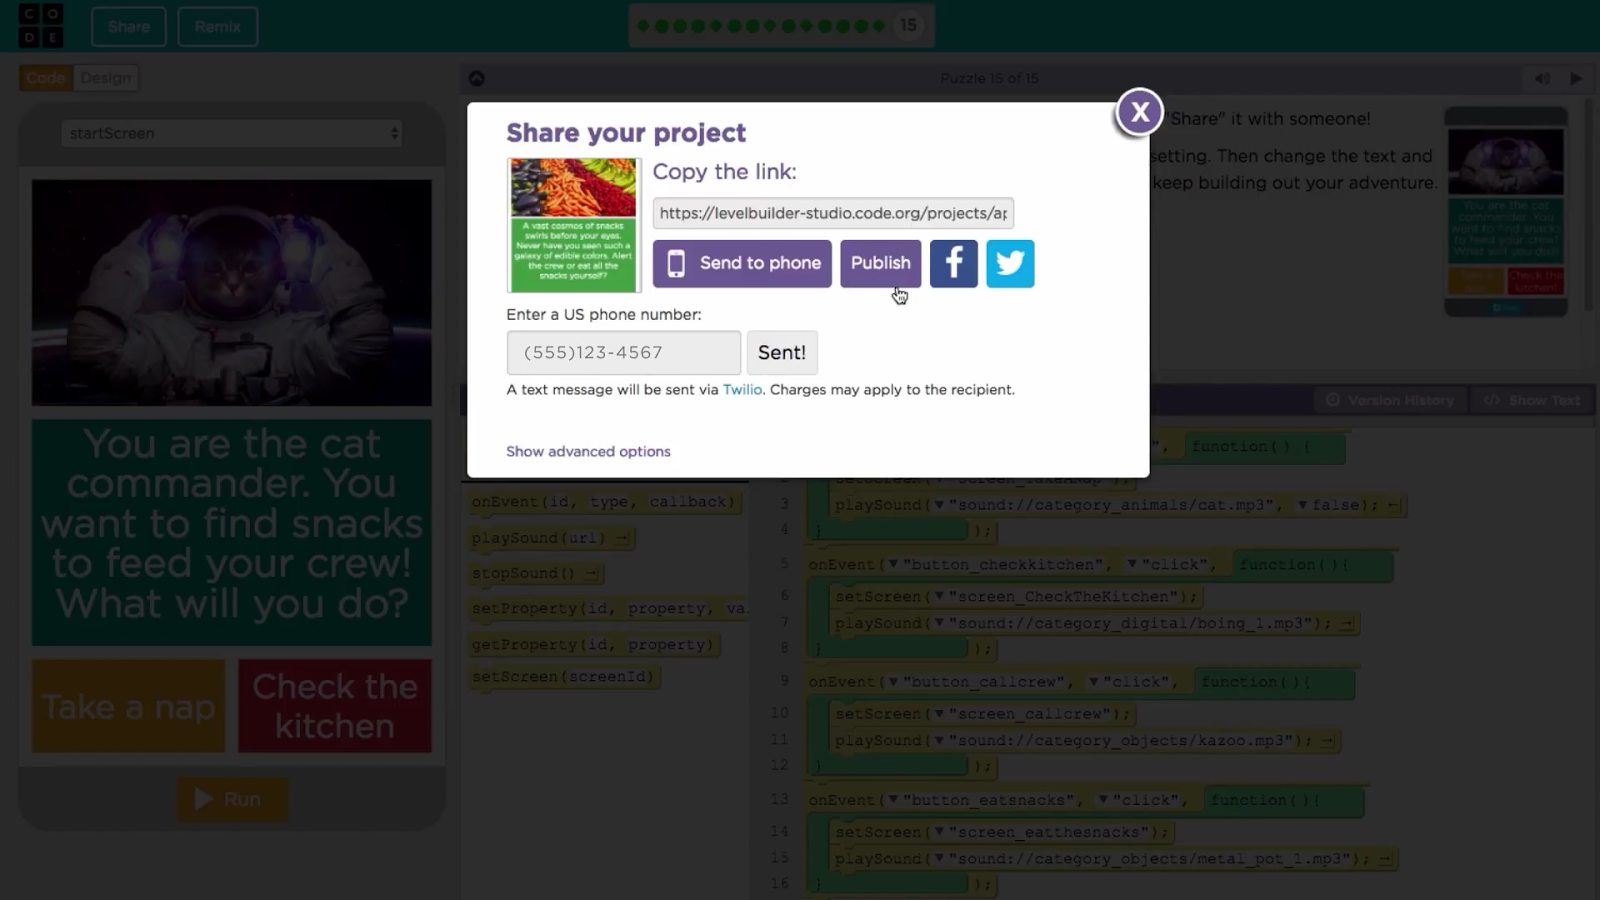 C O
D E
Share
Remix
15
Code
Design
Puzzle 15 of 15
startScreen
"Share" it with someone!
setting. Then change the text and
keep building out your adventure.
You are the cat
commander. You
want to find snacks
to feed your crew!
What will you do?
Check the
kitchen!
Share your project
X
Copy the link:
https://levelbuilder-studio.code.org/projects/ap
A vast cosmos of snacks
swirls before your eyes.
Never have you seen such a
galaxy of edible colors. Alert
the crew or eat all the
snacks yourself?
Send to phone
Publish
Enter a US phone number:
(555)123-4567
Sent!
A text message will be sent via Twilio. Charges may apply to the recipient.
Show advanced options
Version History
Show Text
You are the cat
commander. You
want to find snacks
to feed your crew!
What will you do?
Take a nap
Check the
kitchen
Run
onEvent(id, type, callback)
playSound(url)
stopSound()
setProperty(id, property, va
getProperty(id, property)
setScreen(screenId)
", function() {
3 playSound("sound://category_animals/cat.mp3", false);
4 } );
5 onEvent("button_checkkitchen", "click", function(){
6 setScreen("screen_CheckTheKitchen");
7 playSound("sound://category_digital/boing_1.mp3");
8 } );
9 onEvent("button_callcrew", "click", function(){
10 setScreen("screen_callcrew");
11 playSound("sound://category_objects/kazoo.mp3");
12 } );
13 onEvent("button_eatsnacks", "click", function(){
14 setScreen("screen_eatthesnacks");
15 playSound("sound://category_objects/metal_pot_1.mp3");
16 } );